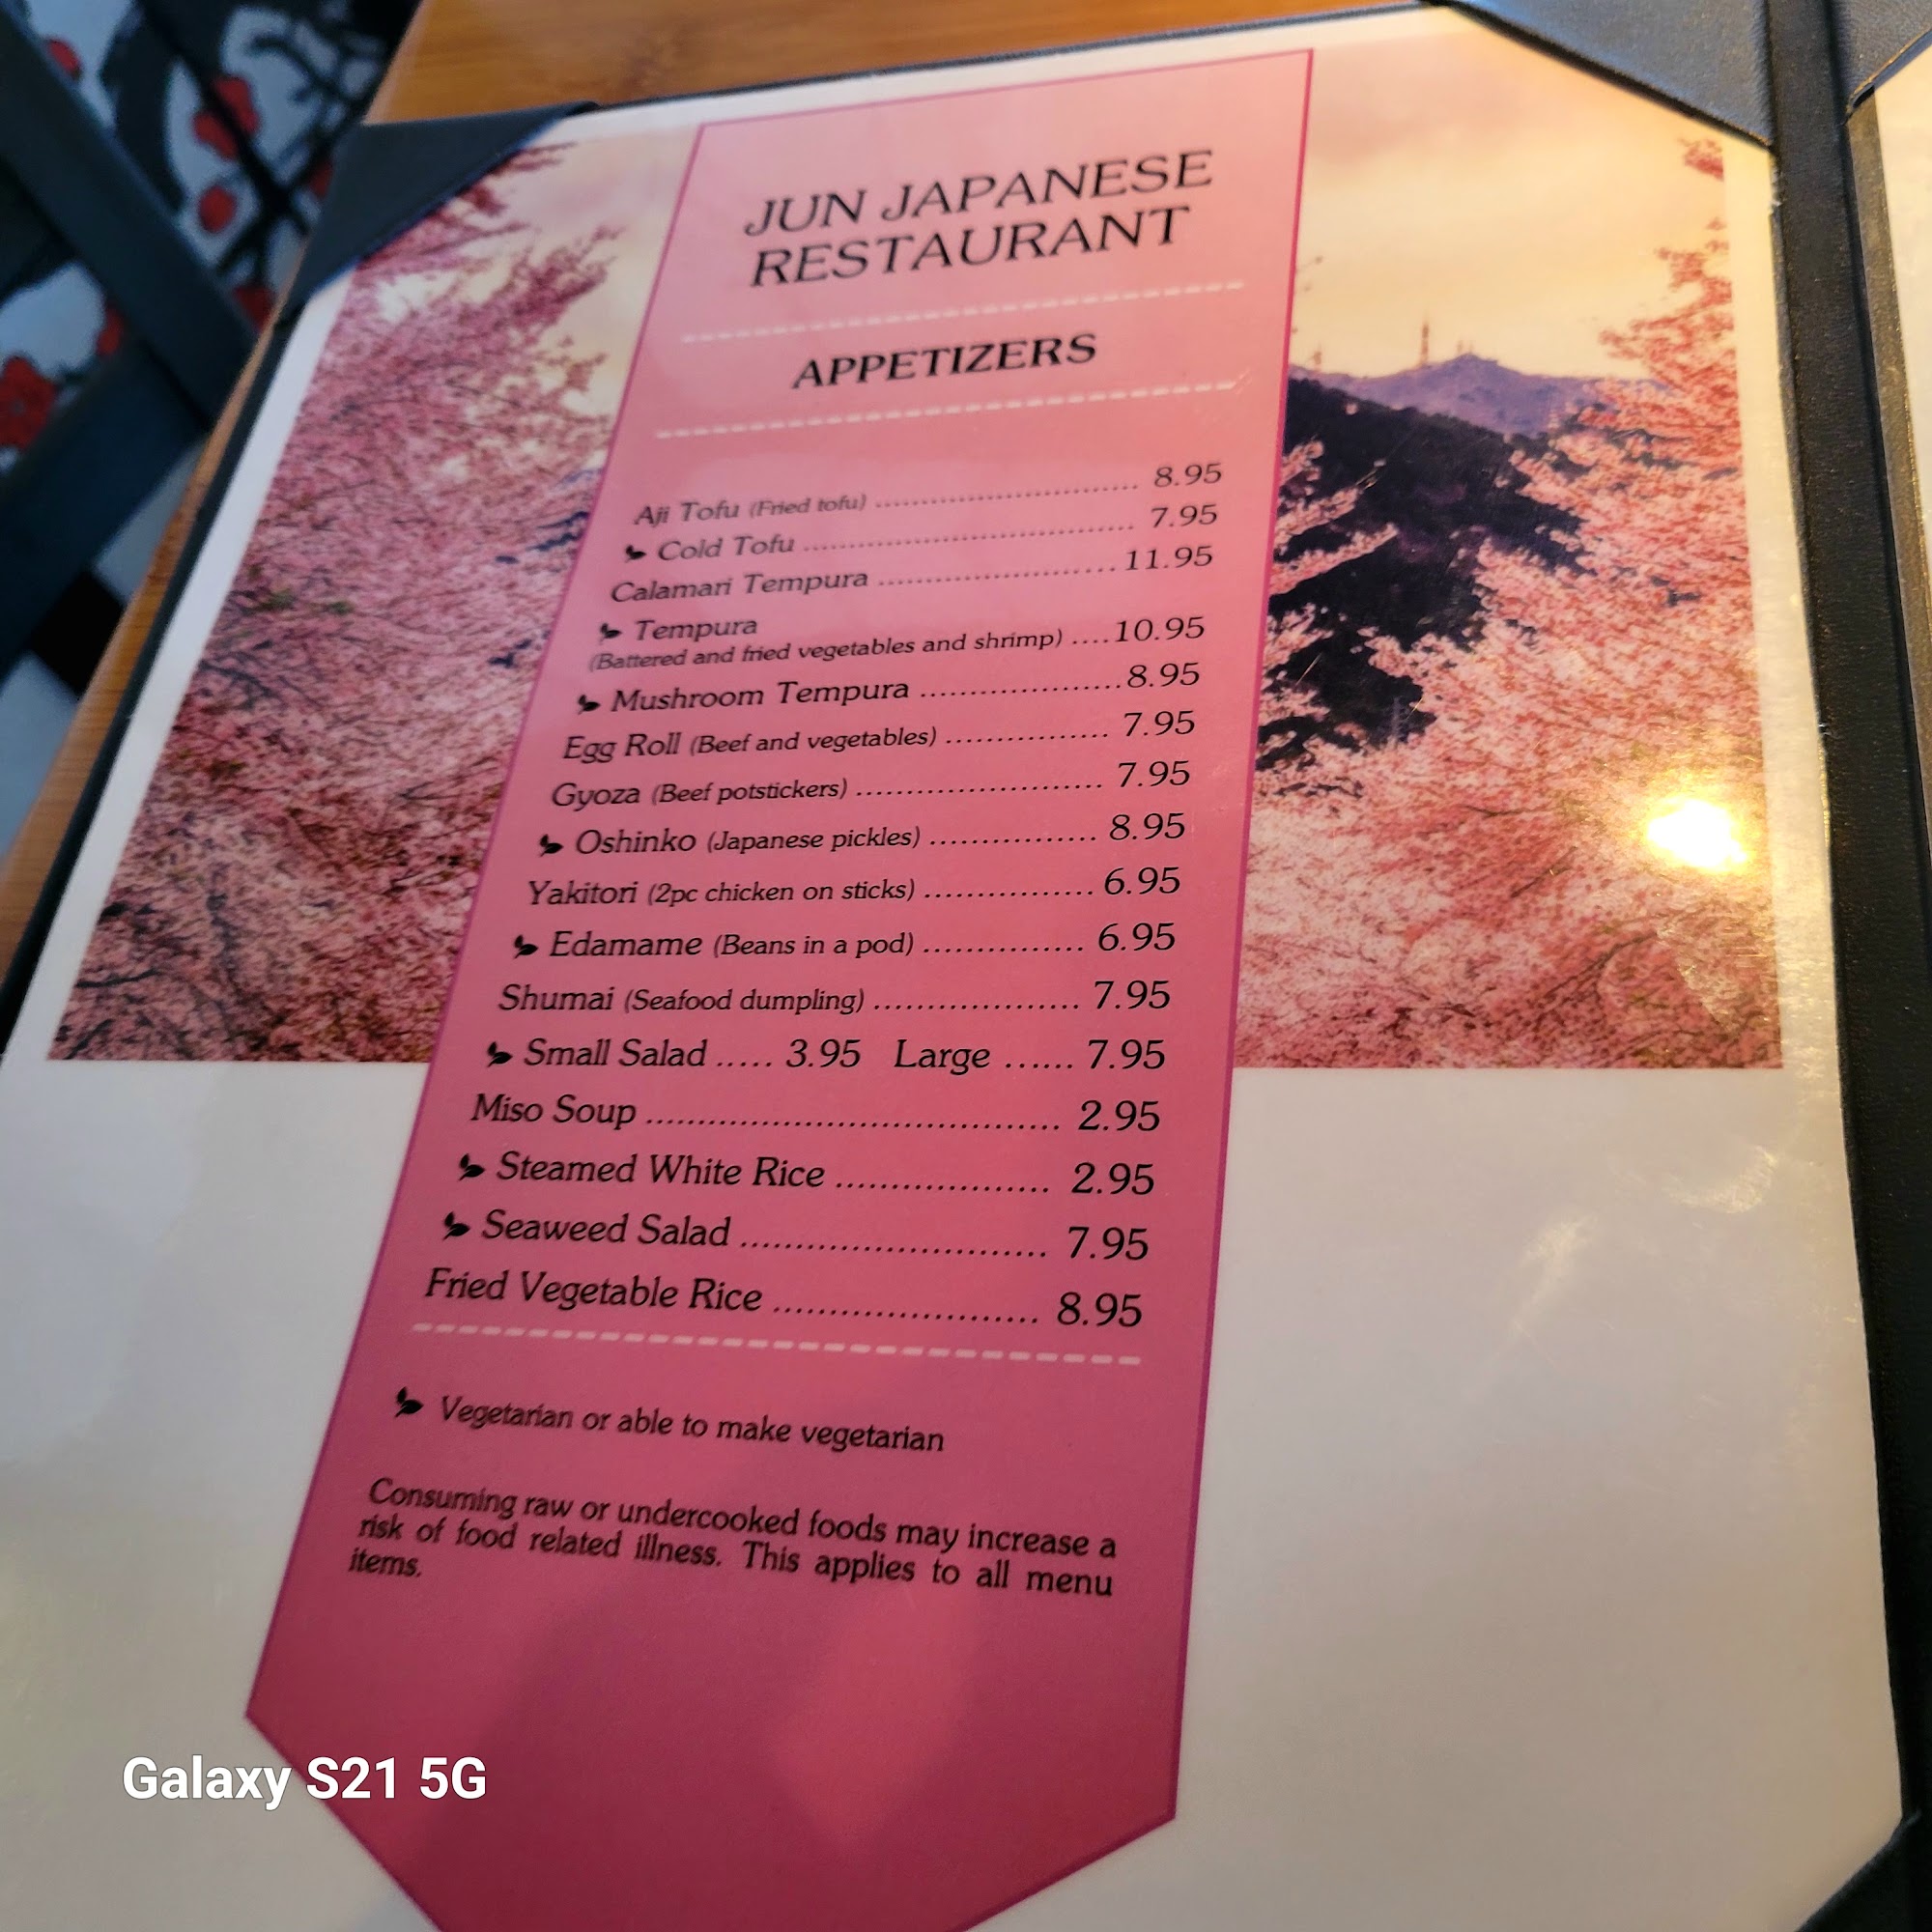 JUN JAPANESE
RESTAURANT
APPETIZERS
Aji Tofu (Fried tofu) ............................... 8.95
Cold Tofu ....................................... 7.95
Calamari Tempura ............................11.95
Tempura
(Battered and fried vegetables and shrimp) ....10.95
Mushroom Tempura .....................8.95
Egg Roll (Beef and vegetables) ................ 7.95
Gyoza (Beef potstickers) ........................ 7.95
Oshinko (Japanese pickles) ................ 8.95
Yakitori (2pc chicken on sticks) ................ 6.95
Edamame (Beans in a pod) ............... 6.95
Shumai (Seafood dumpling) ................... 7.95
Small Salad ..... 3.95 Large ...... 7.95
Miso Soup ....................................... 2.95
Steamed White Rice .................... 2.95
Seaweed Salad ............................ 7.95
Fried Vegetable Rice ........................ 8.95
Vegetarian or able to make vegetarian
Consuming raw or undercooked foods may increase a
risk of food related illness. This applies to all menu
items.
Galaxy S21 5G